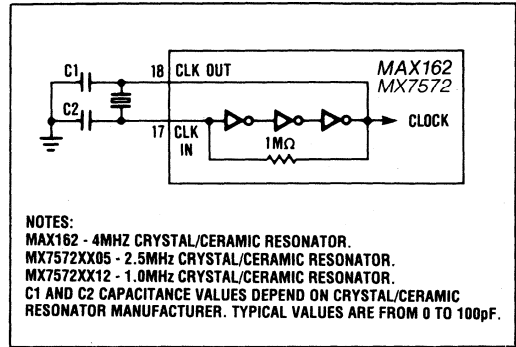 C1
18 CLK OUT
MAX162
MX7572
C2
17 CLK
IN
1MΩ
CLOCK
NOTES:
MAX162 - 4MHZ CRYSTAL/CERAMIC RESONATOR.
MX7572XX05 - 2.5MHz CRYSTAL/CERAMIC RESONATOR.
MX7572XX12 - 1.0MHz CRYSTAL/CERAMIC RESONATOR.
C1 AND C2 CAPACITANCE VALUES DEPEND ON CRYSTAL/CERAMIC
RESONATOR MANUFACTURER. TYPICAL VALUES ARE FROM 0 TO 100pF.